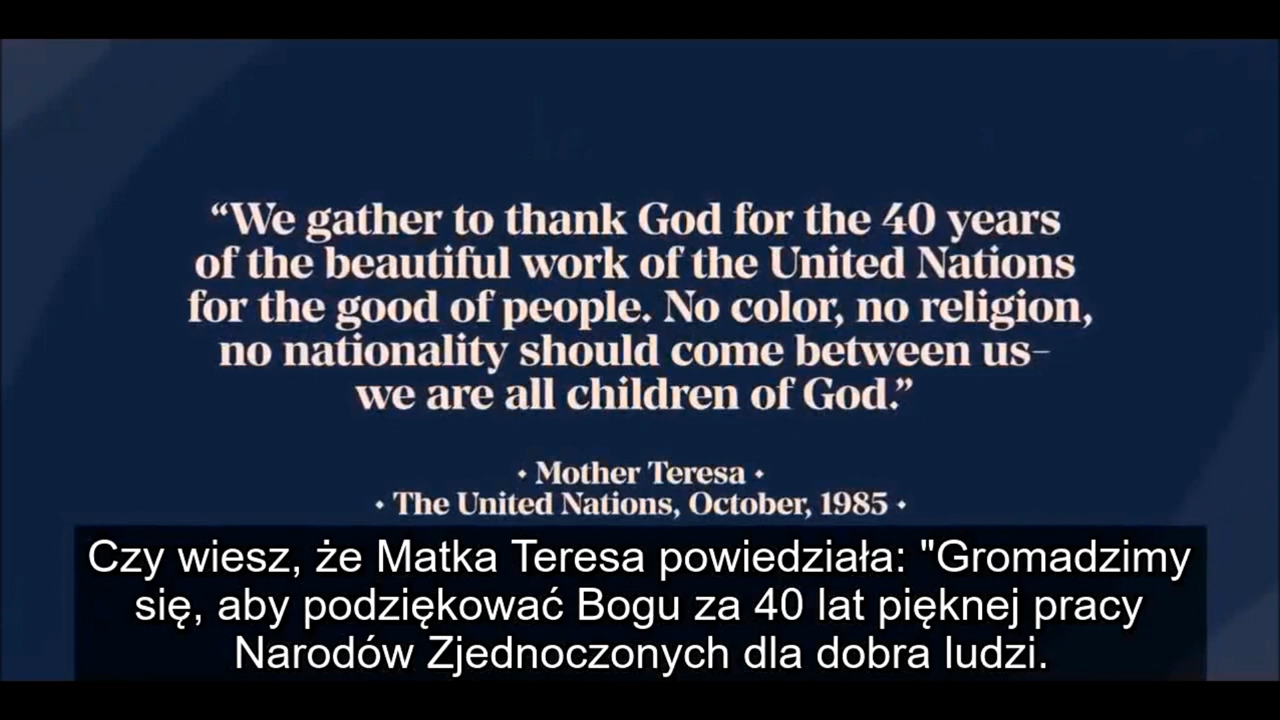 “We gather to thank God for the 40 years
of the beautiful work of the United Nations
for the good of people. No color, no religion,
no nationality should come between us–
we are all children of God.”
• Mother Teresa •
• The United Nations, October, 1985 •
Czy wiesz, że Matka Teresa powiedziała: "Gromadzimy
się, aby podziękować Bogu za 40 lat pięknej pracy
Narodów Zjednoczonych dla dobra ludzi.